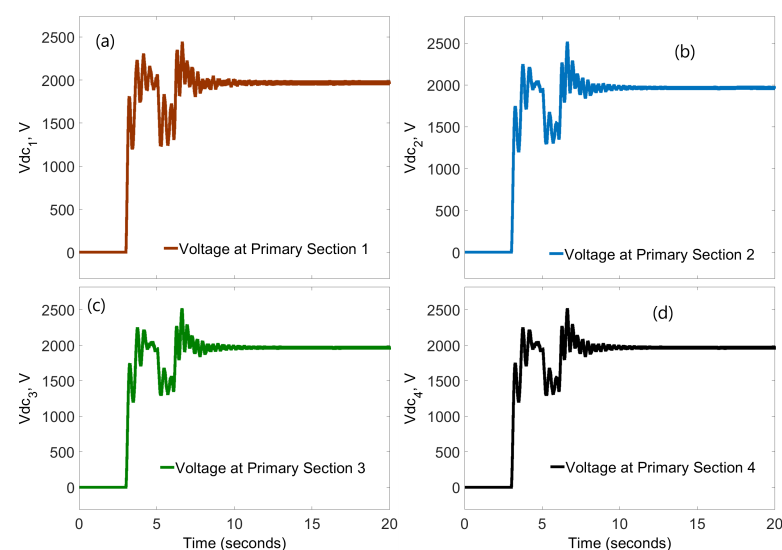 (a)
2500
2000
1500
1000
500
0
Vdc1, V
Voltage at Primary Section 1
(b)
2500
2000
1500
1000
500
0
Vdc2, V
Voltage at Primary Section 2
(c)
2500
2000
1500
1000
500
0
Vdc3, V
Voltage at Primary Section 3
0 5 10 15 20
Time (seconds)
(d)
2500
2000
1500
1000
500
0
Vdc4, V
Voltage at Primary Section 4
0 5 10 15 20
Time (seconds)